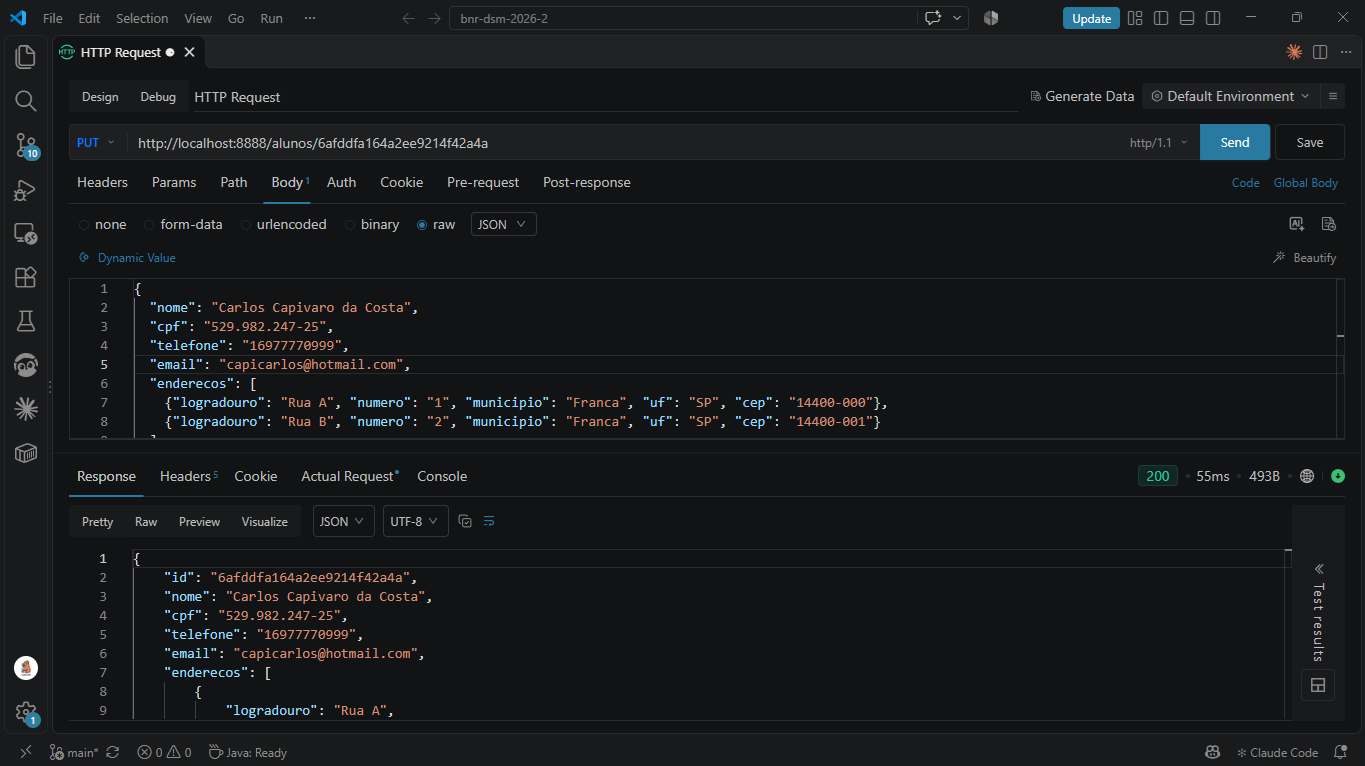 File Edit Selection View Go Run ··· bnr-dsm-2026-2 Update
HTTP HTTP Request
Design Debug HTTP Request Generate Data Default Environment
PUT http://localhost:8888/alunos/6afddfa164a2ee9214f42a4a http/1.1 Send Save
Headers Params Path Body 1 Auth Cookie Pre-request Post-response Code Global Body
none form-data urlencoded binary raw JSON
Dynamic Value Beautify
1 {
2 "nome": "Carlos Capivaro da Costa",
3 "cpf": "529.982.247-25",
4 "telefone": "16977770999",
5 "email": "capicarlos@hotmail.com",
6 "enderecos": [
7 {"logradouro": "Rua A", "numero": "1", "municipio": "Franca", "uf": "SP", "cep": "14400-000"},
8 {"logradouro": "Rua B", "numero": "2", "municipio": "Franca", "uf": "SP", "cep": "14400-001"}
10
Response Headers 5 Cookie Actual Request Console 200 55ms 493B
Pretty Raw Preview Visualize JSON UTF-8
1 {
2 "id": "6afddfa164a2ee9214f42a4a",
3 "nome": "Carlos Capivaro da Costa",
4 "cpf": "529.982.247-25",
5 "telefone": "16977770999",
6 "email": "capicarlos@hotmail.com",
7 "enderecos": [
8 {
9 "logradouro": "Rua A",
Test results
1
main* 0 0 Java: Ready Claude Code